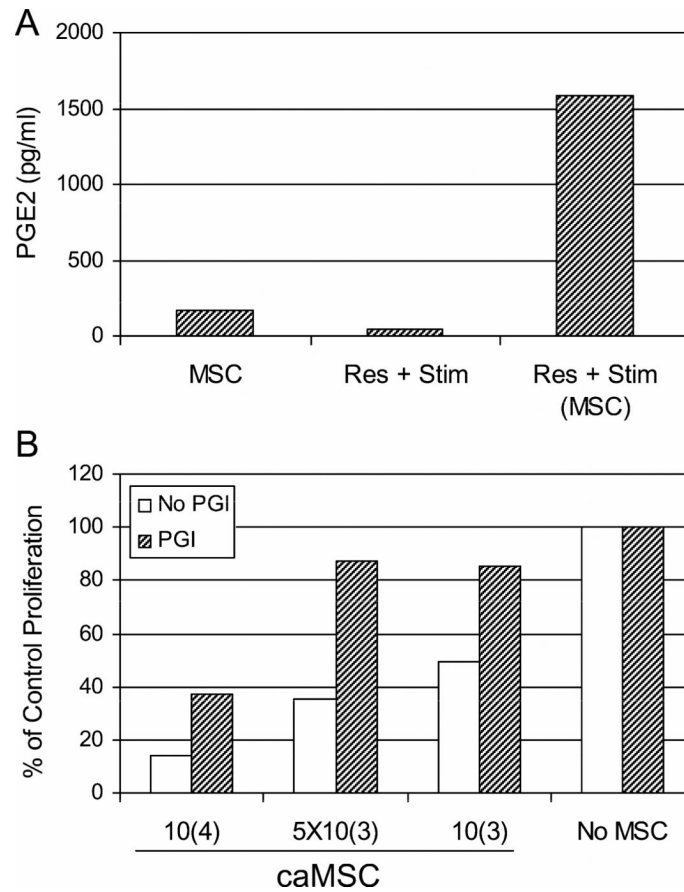 A
2000
1500
1000
500
0
PGE2 (pg/ml)
MSC
Res + Stim
Res + Stim
(MSC)
B
120
100
80
60
40
20
0
% of Control Proliferation
No PGI
PGI
10(4)
5X10(3)
10(3)
No MSC
caMSC